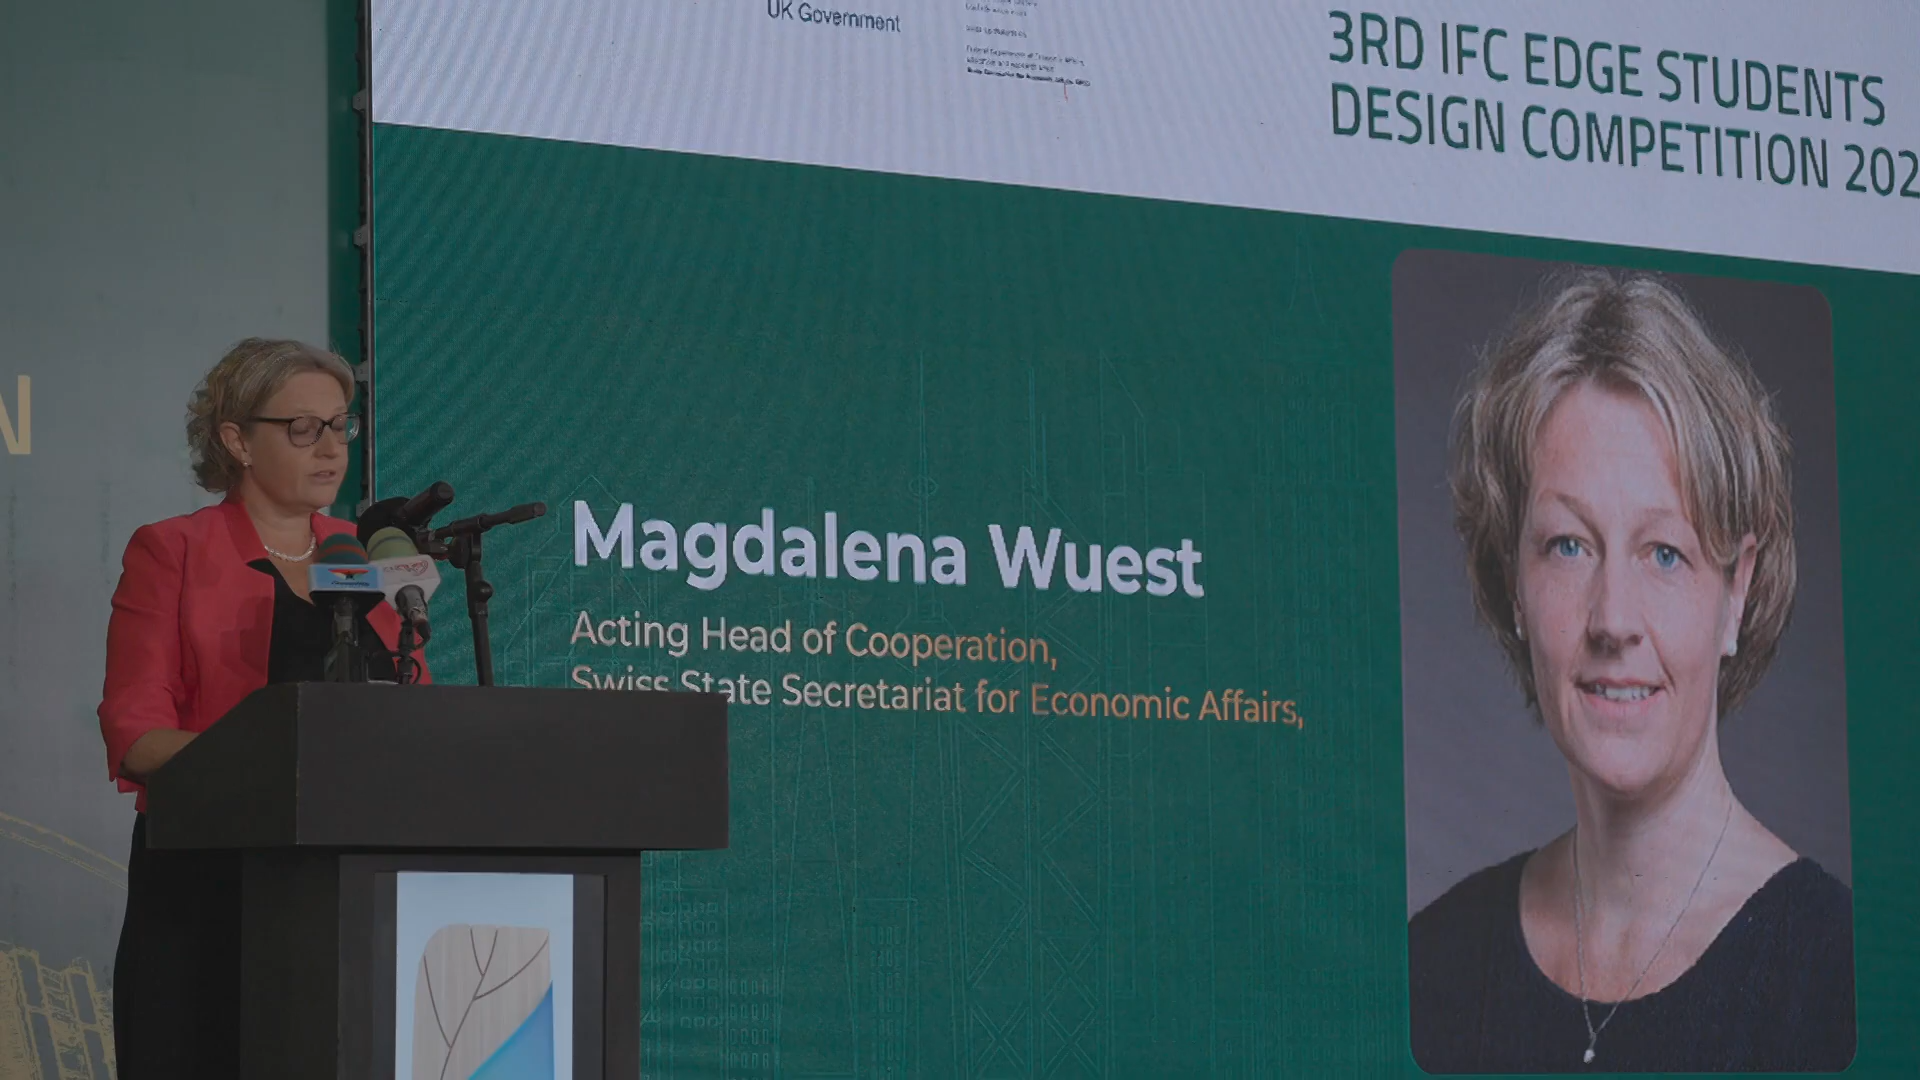 UK Government
3RD IFC EDGE STUDENTS
DESIGN COMPETITION 202
N
Magdalena Wuest
Acting Head of Cooperation,
Swiss State Secretariat for Economic Affairs,